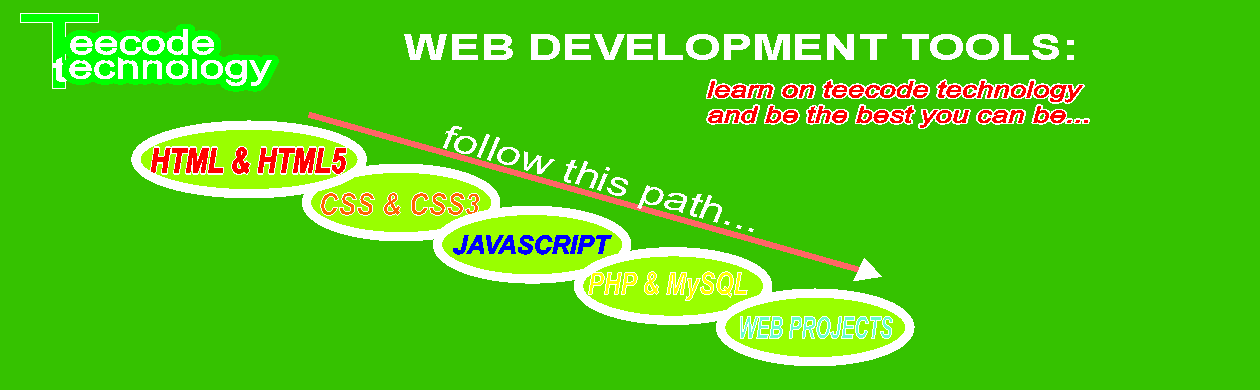 Teecode
technology
WEB DEVELOPMENT TOOLS:
learn on teecode technology
and be the best you can be...
follow this path...
HTML & HTML5
CSS & CSS3
JAVASCRIPT
PHP & MySQL
WEB PROJECTS